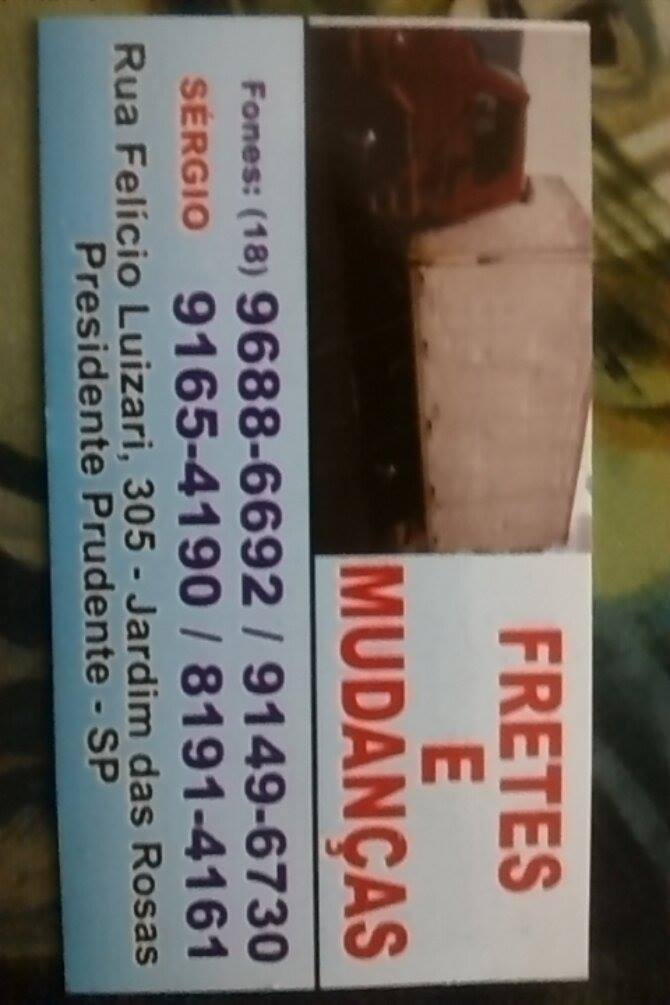 FRETES
E
MUDANÇAS
Fones: (18) 9688-6692 / 9149-6730
SÉRGIO 9165-4190 / 8191-4161
Rua Felício Luizari, 305 - Jardim das Rosas
Presidente Prudente - SP